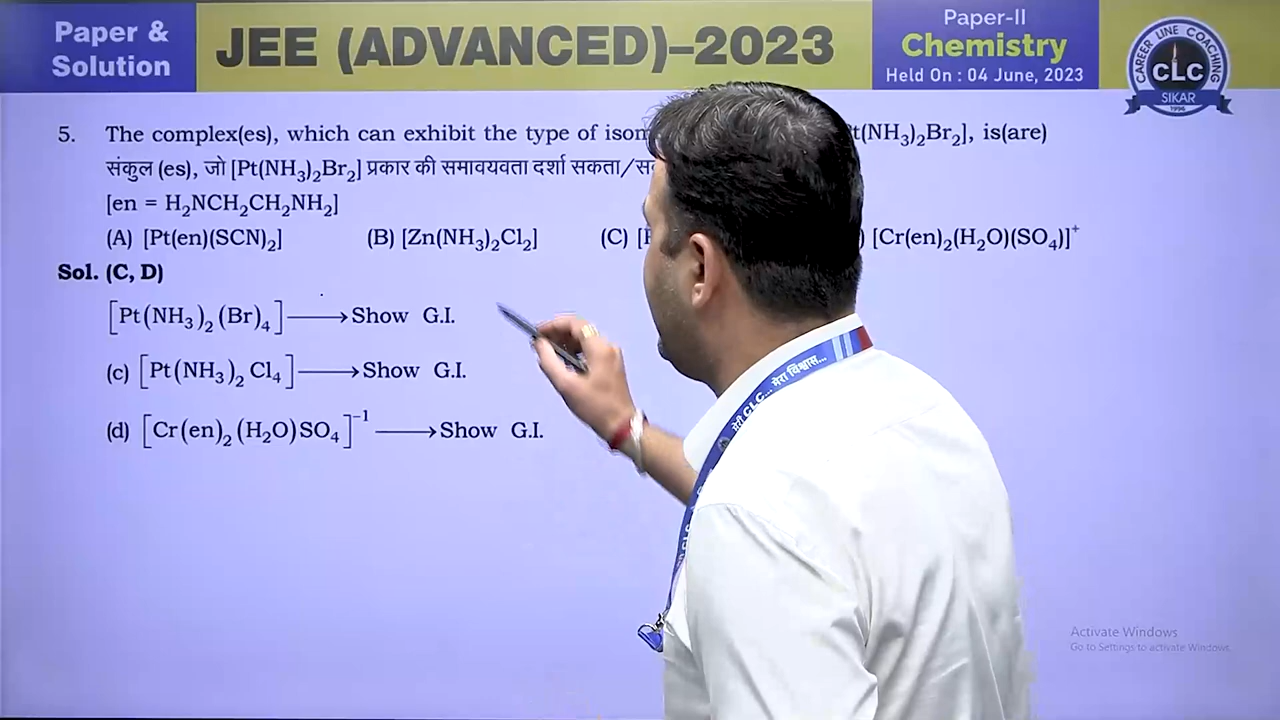 Paper &
Solution
JEE (ADVANCED)–2023
Paper-II
Chemistry
Held On : 04 June, 2023
CAREER LINE COACHING
CLC
SIKAR
1996
5. The complex(es), which can exhibit the type of t(NH₃)₂Br₂], is(are)
संकुल (es), जो [Pt(NH₃)₂Br₂] प्रकार की समावयवता दर्शा सकता/
[en = H₂NCH₂CH₂NH₂]
(A) [Pt(en)(SCN)₂] (B) [Zn(NH₃)₂Cl₂] (C) [ ) [Cr(en)₂(H₂O)(SO₄)]⁺
Sol. (C, D)
[Pt(NH₃)₂(Br)₄] ⟶ Show G.I.
(c) [Pt(NH₃)₂Cl₄] ⟶ Show G.I.
(d) [Cr(en)₂(H₂O)SO₄]⁻¹ ⟶ Show G.I.
मेरा CLC... मेरा विश्वास...
Activate Windows
Go to Settings to activate Windows.